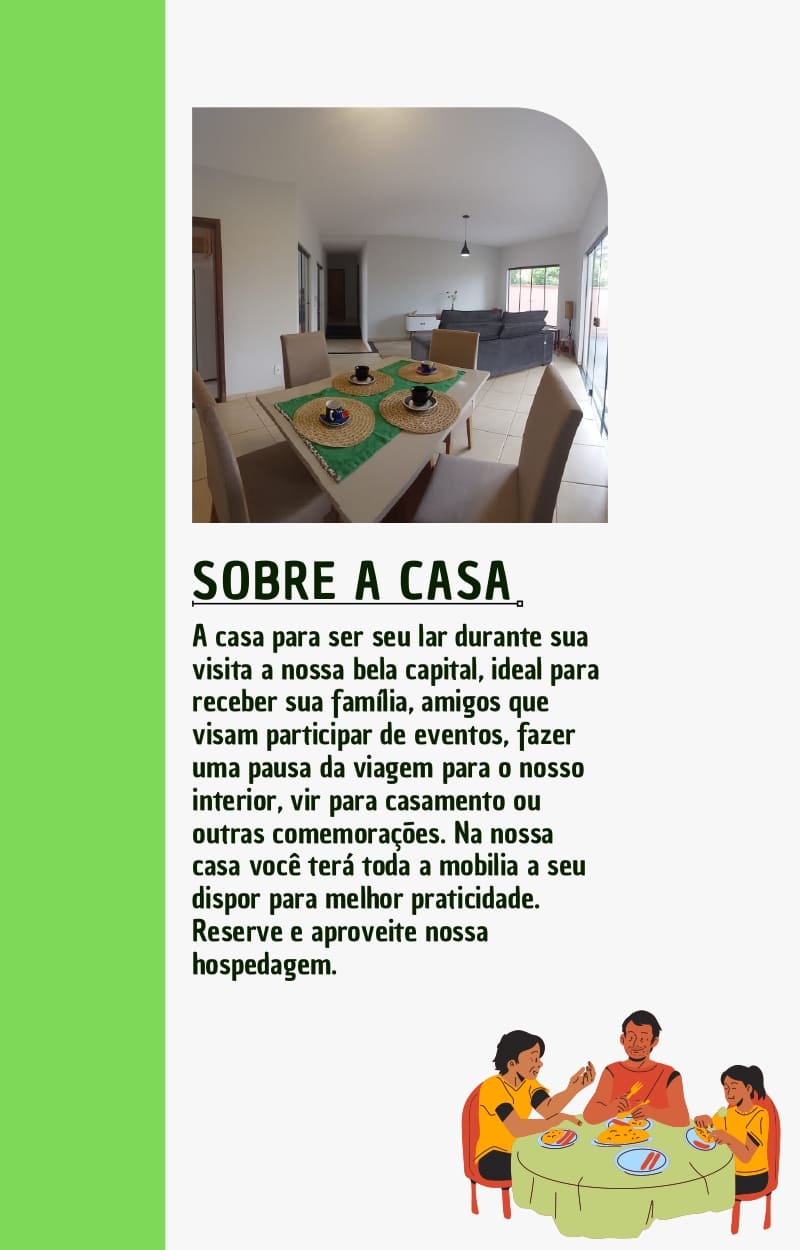 SOBRE A CASA
A casa para ser seu lar durante sua
visita a nossa bela capital, ideal para
receber sua família, amigos que
visam participar de eventos, fazer
uma pausa da viagem para o nosso
interior, vir para casamento ou
outras comemorações. Na nossa
casa você terá toda a mobilia a seu
dispor para melhor praticidade.
Reserve e aproveite nossa
hospedagem.